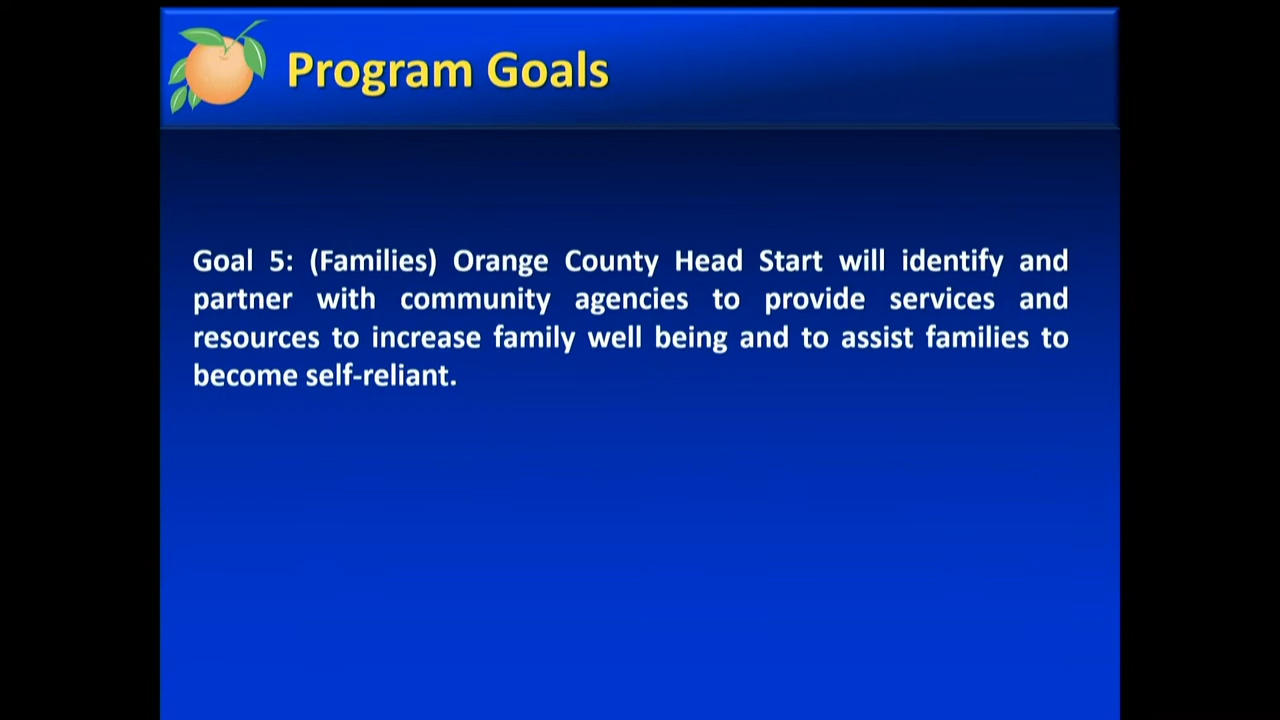 Program Goals
Goal 5: (Families) Orange County Head Start will identify and
partner with community agencies to provide services and
resources to increase family well being and to assist families to
become self-reliant.